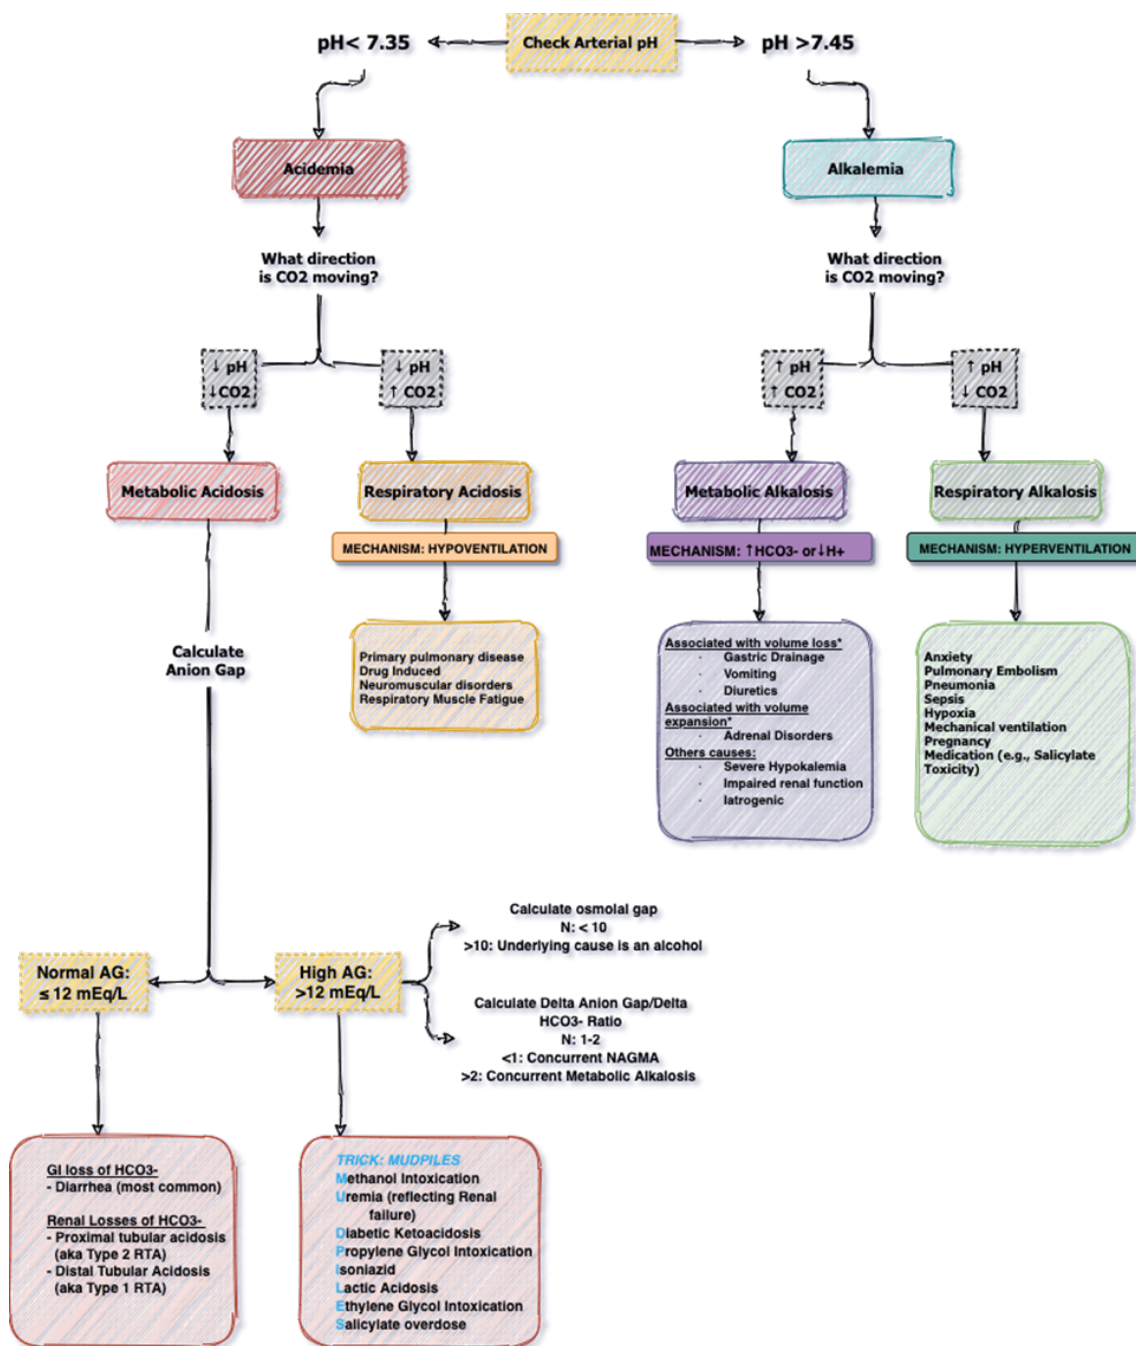 Check Arterial pH
pH< 7.35
pH >7.45
Acidemia
Alkalemia
What direction
is CO2 moving?
What direction
is CO2 moving?
↓ pH
↓CO2
↓ pH
↑ CO2
↑ pH
↑ CO2
↑ pH
↓ CO2
Metabolic Acidosis
Respiratory Acidosis
Metabolic Alkalosis
Respiratory Alkalosis
MECHANISM: HYPOVENTILATION
MECHANISM: ↑HCO3- or ↓H+
MECHANISM: HYPERVENTILATION
Calculate
Anion Gap
Primary pulmonary disease
Drug Induced
Neuromuscular disorders
Respiratory Muscle Fatigue
Associated with volume loss*
· Gastric Drainage
· Vomiting
· Diuretics
Associated with volume
expansion*
· Adrenal Disorders
Others causes:
· Severe Hypokalemia
· Impaired renal function
· Iatrogenic
Anxiety
Pulmonary Embolism
Pneumonia
Sepsis
Hypoxia
Mechanical ventilation
Pregnancy
Medication (e.g., Salicylate
Toxicity)
Normal AG:
≤ 12 mEq/L
High AG:
>12 mEq/L
Calculate osmolal gap
N: < 10
>10: Underlying cause is an alcohol
Calculate Delta Anion Gap/Delta
HCO3- Ratio
N: 1-2
<1: Concurrent NAGMA
>2: Concurrent Metabolic Alkalosis
GI loss of HCO3-
- Diarrhea (most common)
Renal Losses of HCO3-
- Proximal tubular acidosis
(aka Type 2 RTA)
- Distal Tubular Acidosis
(aka Type 1 RTA)
TRICK: MUDPILES
Methanol Intoxication
Uremia (reflecting Renal
failure)
Diabetic Ketoacidosis
Propylene Glycol Intoxication
Isoniazid
Lactic Acidosis
Ethylene Glycol Intoxication
Salicylate overdose